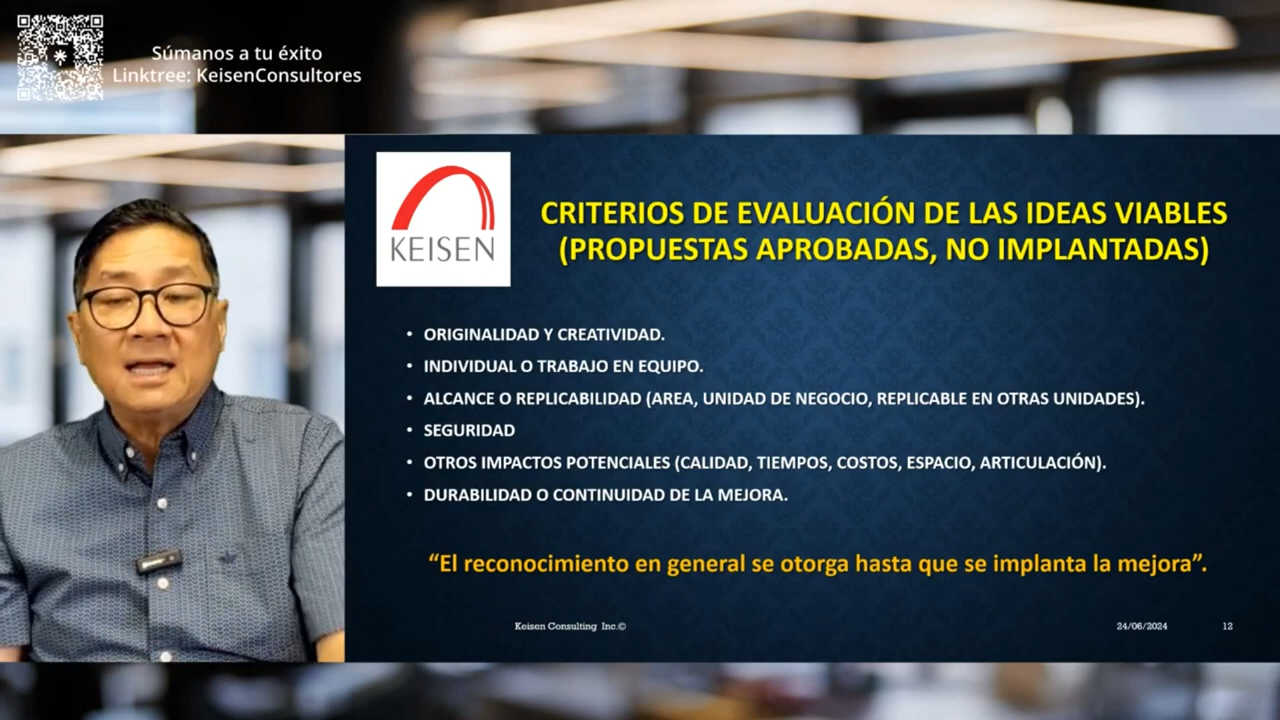 Súmanos a tu éxito
Linktree: KeisenConsultores
KEISEN
CRITERIOS DE EVALUACIÓN DE LAS IDEAS VIABLES
(PROPUESTAS APROBADAS, NO IMPLANTADAS)
• ORIGINALIDAD Y CREATIVIDAD.
• INDIVIDUAL O TRABAJO EN EQUIPO.
• ALCANCE O REPLICABILIDAD (AREA, UNIDAD DE NEGOCIO, REPLICABLE EN OTRAS UNIDADES).
• SEGURIDAD
• OTROS IMPACTOS POTENCIALES (CALIDAD, TIEMPOS, COSTOS, ESPACIO, ARTICULACIÓN).
• DURABILIDAD O CONTINUIDAD DE LA MEJORA.
“El reconocimiento en general se otorga hasta que se implanta la mejora”.
Keisen Consulting Inc.©
24/06/2024
12